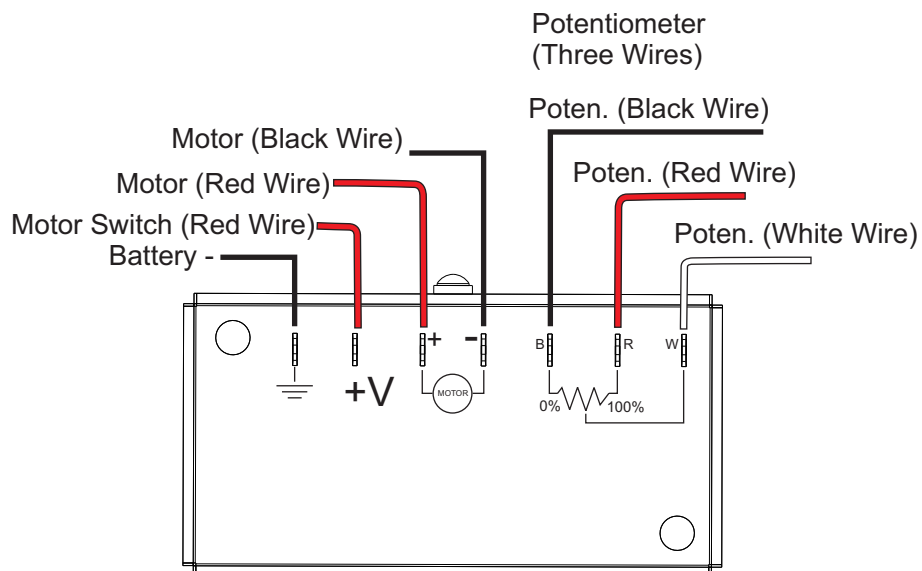 Potentiometer
(Three Wires)
Poten. (Black Wire)
Motor (Black Wire)
Motor (Red Wire)
Poten. (Red Wire)
Motor Switch (Red Wire)
Poten. (White Wire)
Battery -
+ - B R W
+V
MOTOR
0% 100%